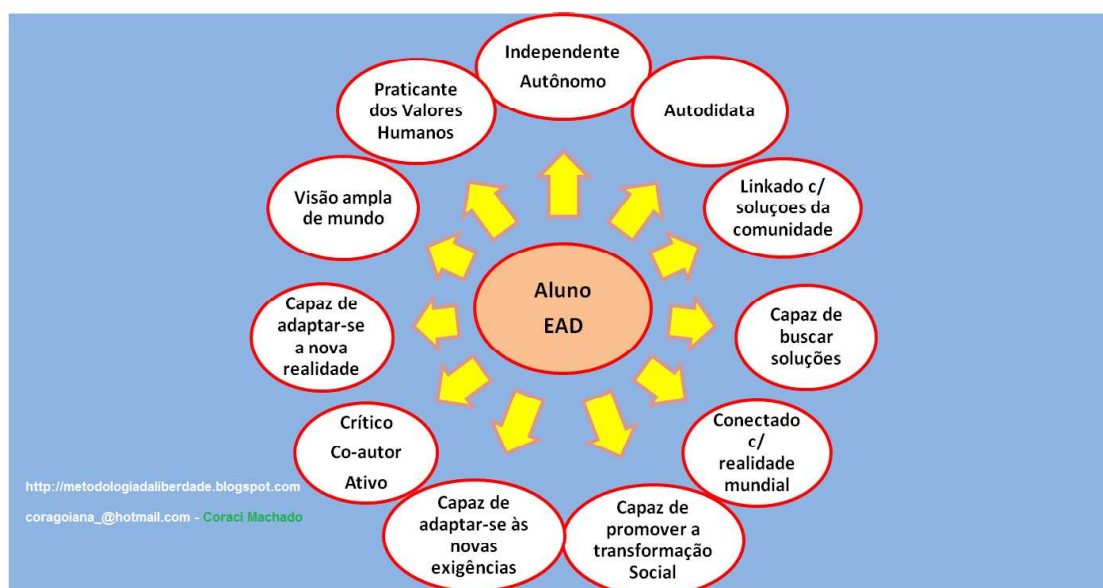 Independente
Autônomo
Autodidata
Linkado c/
soluções da
comunidade
Capaz de
buscar
soluções
Conectado
c/
realidade
mundial
Capaz de
promover a
transformação
Social
Capaz de
adaptar-se às
novas
exigências
Crítico
Co-autor
Ativo
Capaz de
adaptar-se
a nova
realidade
Visão ampla
de mundo
Praticante
dos Valores
Humanos
Aluno
EAD
http://metodologiadaliberdade.blogspot.com
coragoiana_@hotmail.com - Coraci Machado